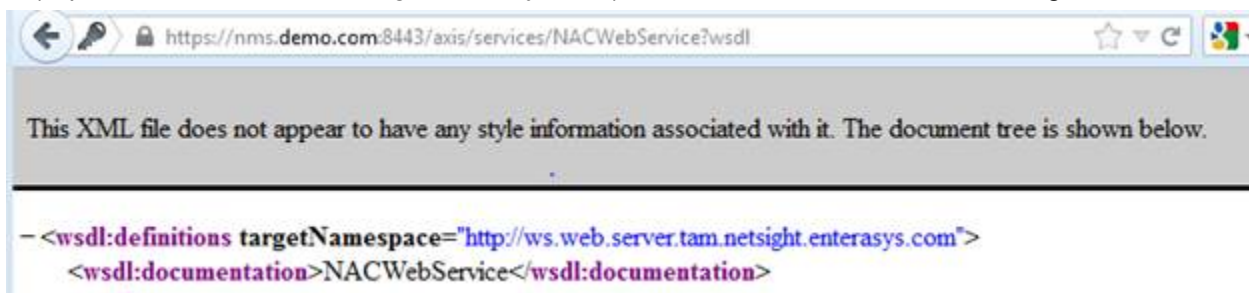 https://nms.demo.com:8443/axis/services/NACWebService?wsdl
This XML file does not appear to have any style information associated with it. The document tree is shown below.
−<wsdl:definitions targetNamespace="http://ws.web.server.tam.netsight.enterasys.com">
<wsdl:documentation>NACWebService</wsdl:documentation>